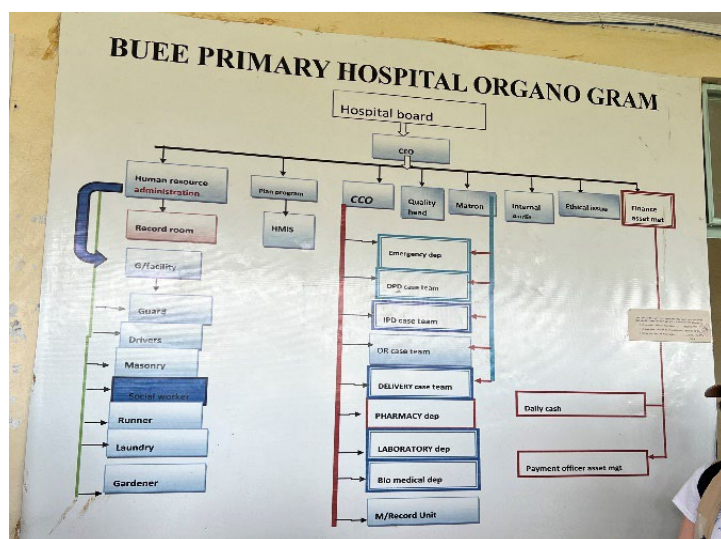 BUEE PRIMARY HOSPITAL ORGANO GRAM
Hospital board
CEO
Human resource
administration
Plan program
CCO
Quality
head
Matron
Internal
audit
Ethical issue
Finance
asset mgt
Record room
HMIS
G/facility
Guard
Drivers
Masonry
Social worker
Runner
Laundry
Gardener
Emergency dep
OPD case team
IPD case team
OR case team
DELIVERY case team
PHARMACY dep
LABORATORY dep
Bio medical dep
M/Record Unit
Daily cash
Payment officer asset mgt